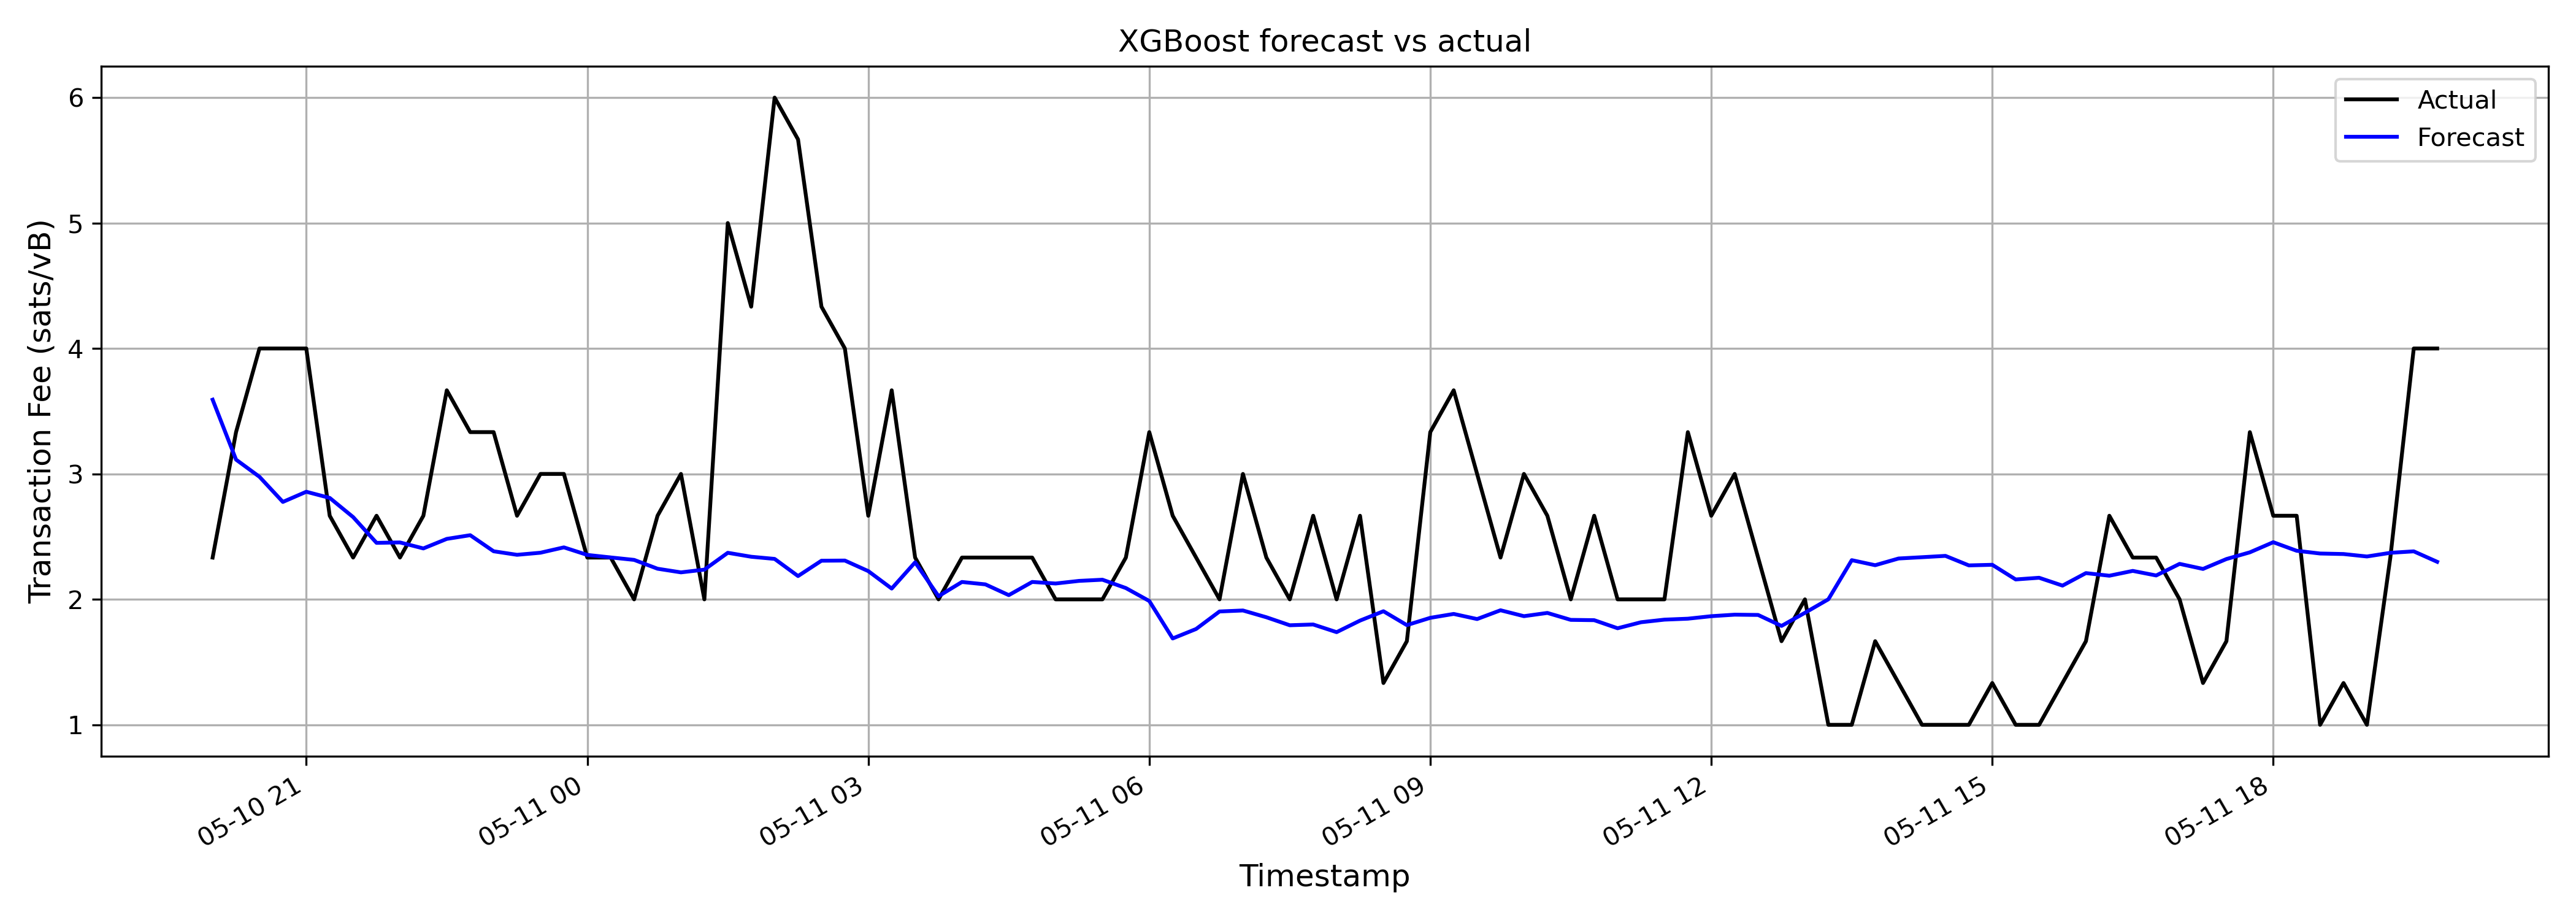 XGBoost forecast vs actual
Actual
Forecast
Transaction Fee (sats/vB)
6
5
4
3
2
1
05-10 21
05-11 00
05-11 03
05-11 06
05-11 09
05-11 12
05-11 15
05-11 18
Timestamp